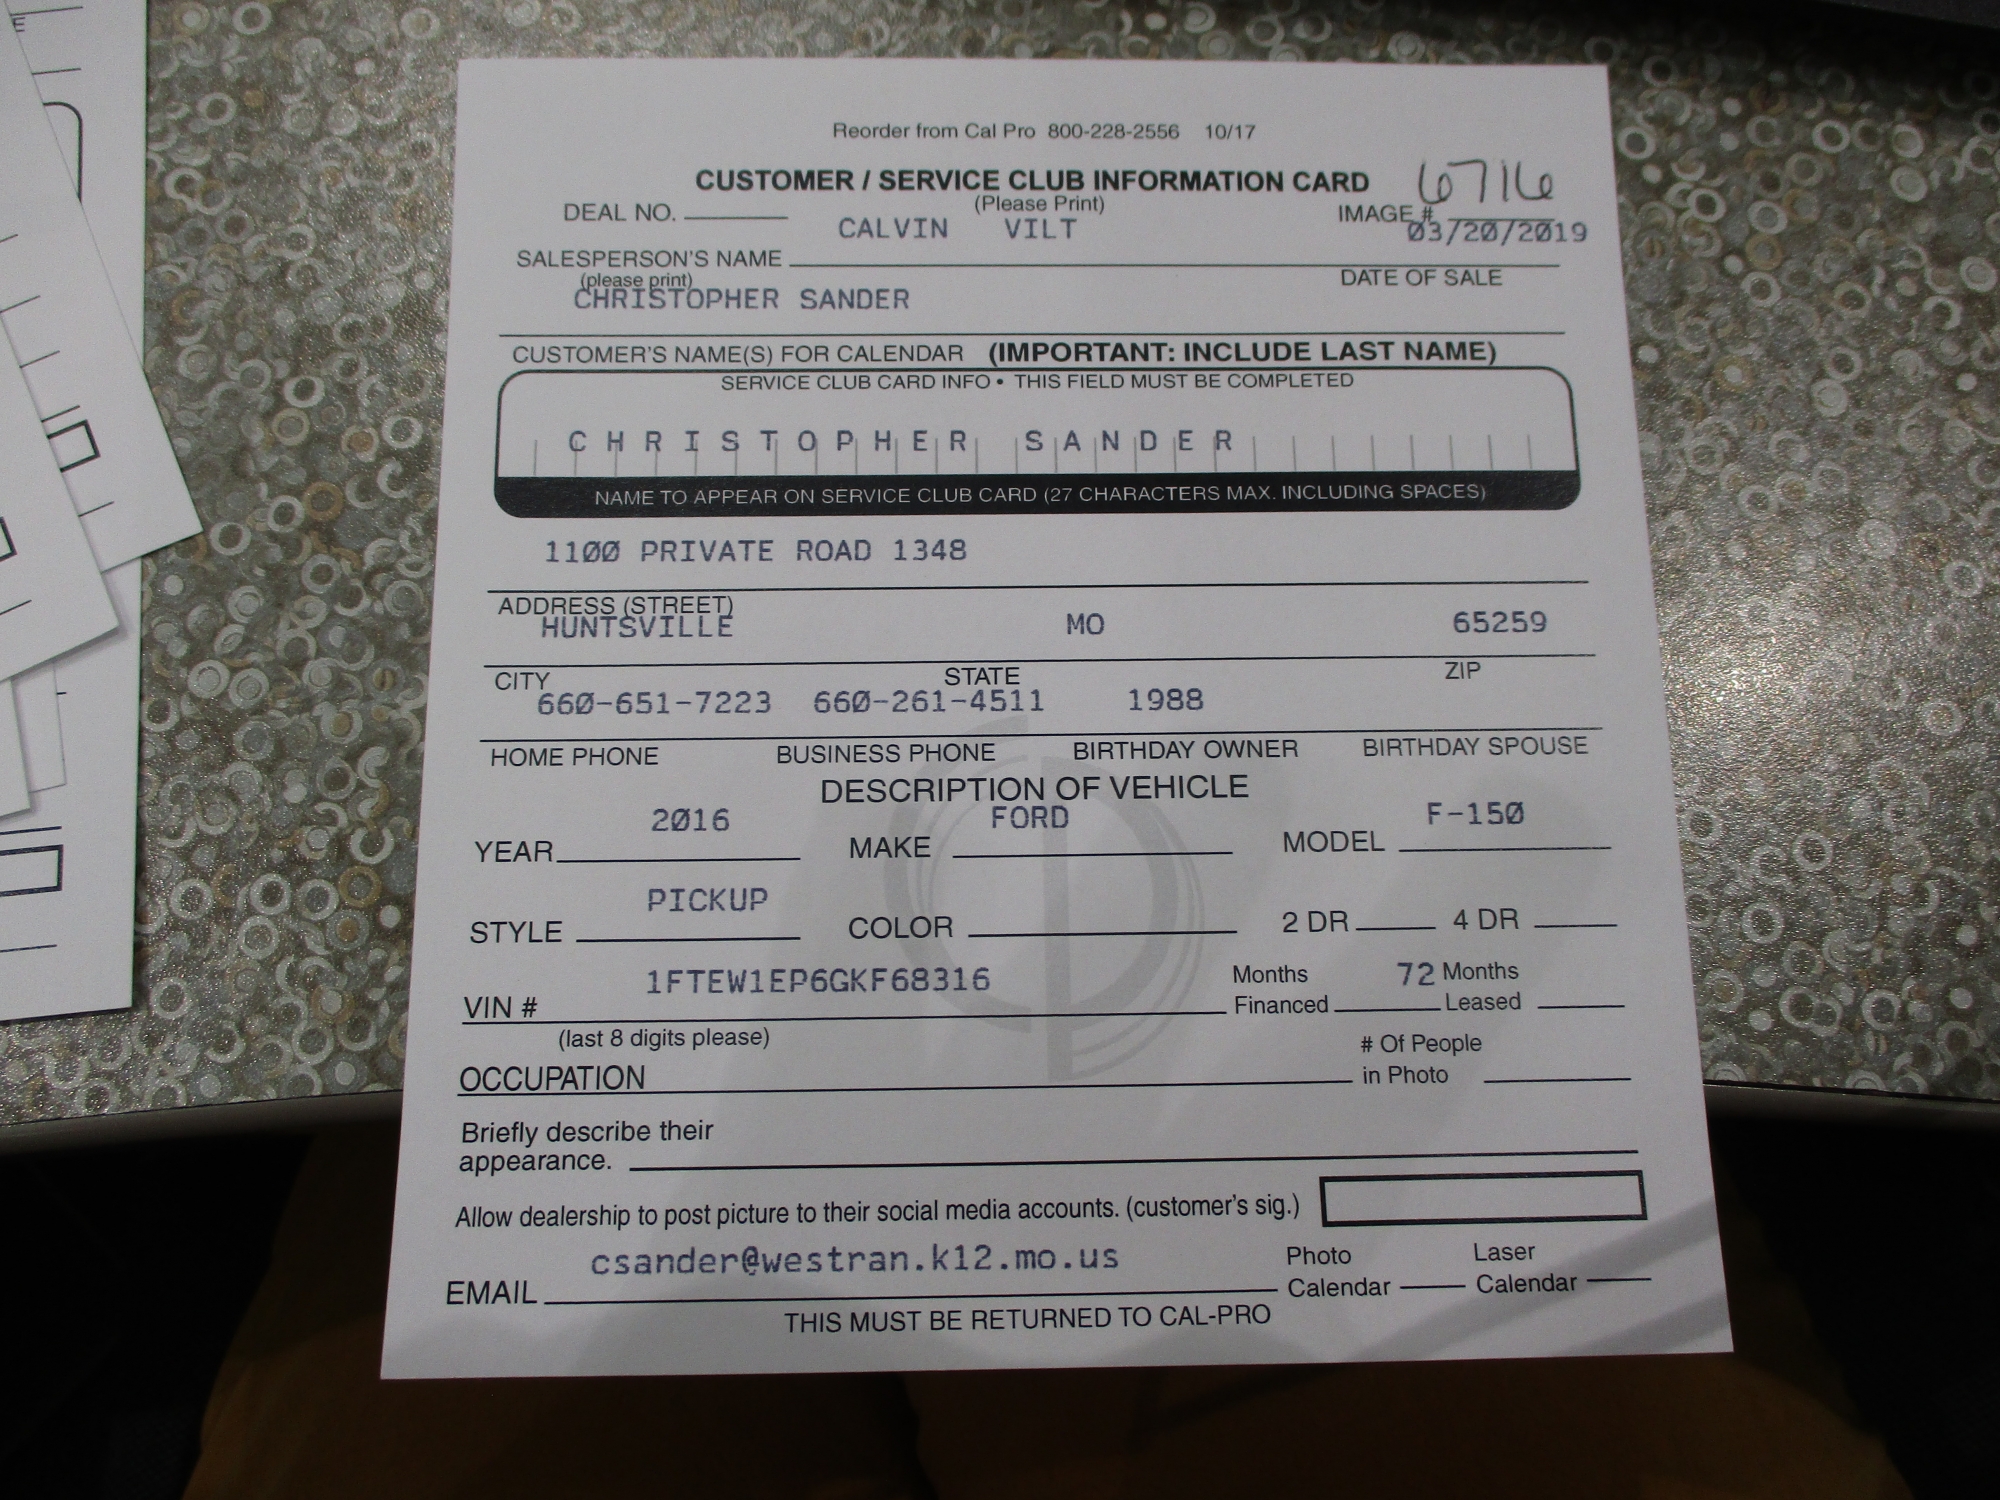 Reorder from Cal Pro 800-228-2556 10/17
CUSTOMER / SERVICE CLUB INFORMATION CARD 6716
DEAL NO. (Please Print) IMAGE #
CALVIN VILT 03/20/2019
SALESPERSON'S NAME DATE OF SALE
(please print)
CHRISTOPHER SANDER
CUSTOMER'S NAME(S) FOR CALENDAR (IMPORTANT: INCLUDE LAST NAME)
SERVICE CLUB CARD INFO • THIS FIELD MUST BE COMPLETED
CHRISTOPHER SANDER
NAME TO APPEAR ON SERVICE CLUB CARD (27 CHARACTERS MAX. INCLUDING SPACES)
1100 PRIVATE ROAD 1348
ADDRESS (STREET)
HUNTSVILLE MO 65259
CITY STATE ZIP
660-651-7223 660-261-4511 1988
HOME PHONE BUSINESS PHONE BIRTHDAY OWNER BIRTHDAY SPOUSE
DESCRIPTION OF VEHICLE
2016 FORD F-150
YEAR MAKE MODEL
PICKUP
STYLE COLOR 2 DR 4 DR
1FTEW1EP6GKF68316 Months 72 Months
VIN # Financed Leased
(last 8 digits please) # Of People
OCCUPATION in Photo
Briefly describe their
appearance.
Allow dealership to post picture to their social media accounts. (customer's sig.)
csander@westran.k12.mo.us Photo Laser
EMAIL Calendar Calendar
THIS MUST BE RETURNED TO CAL-PRO